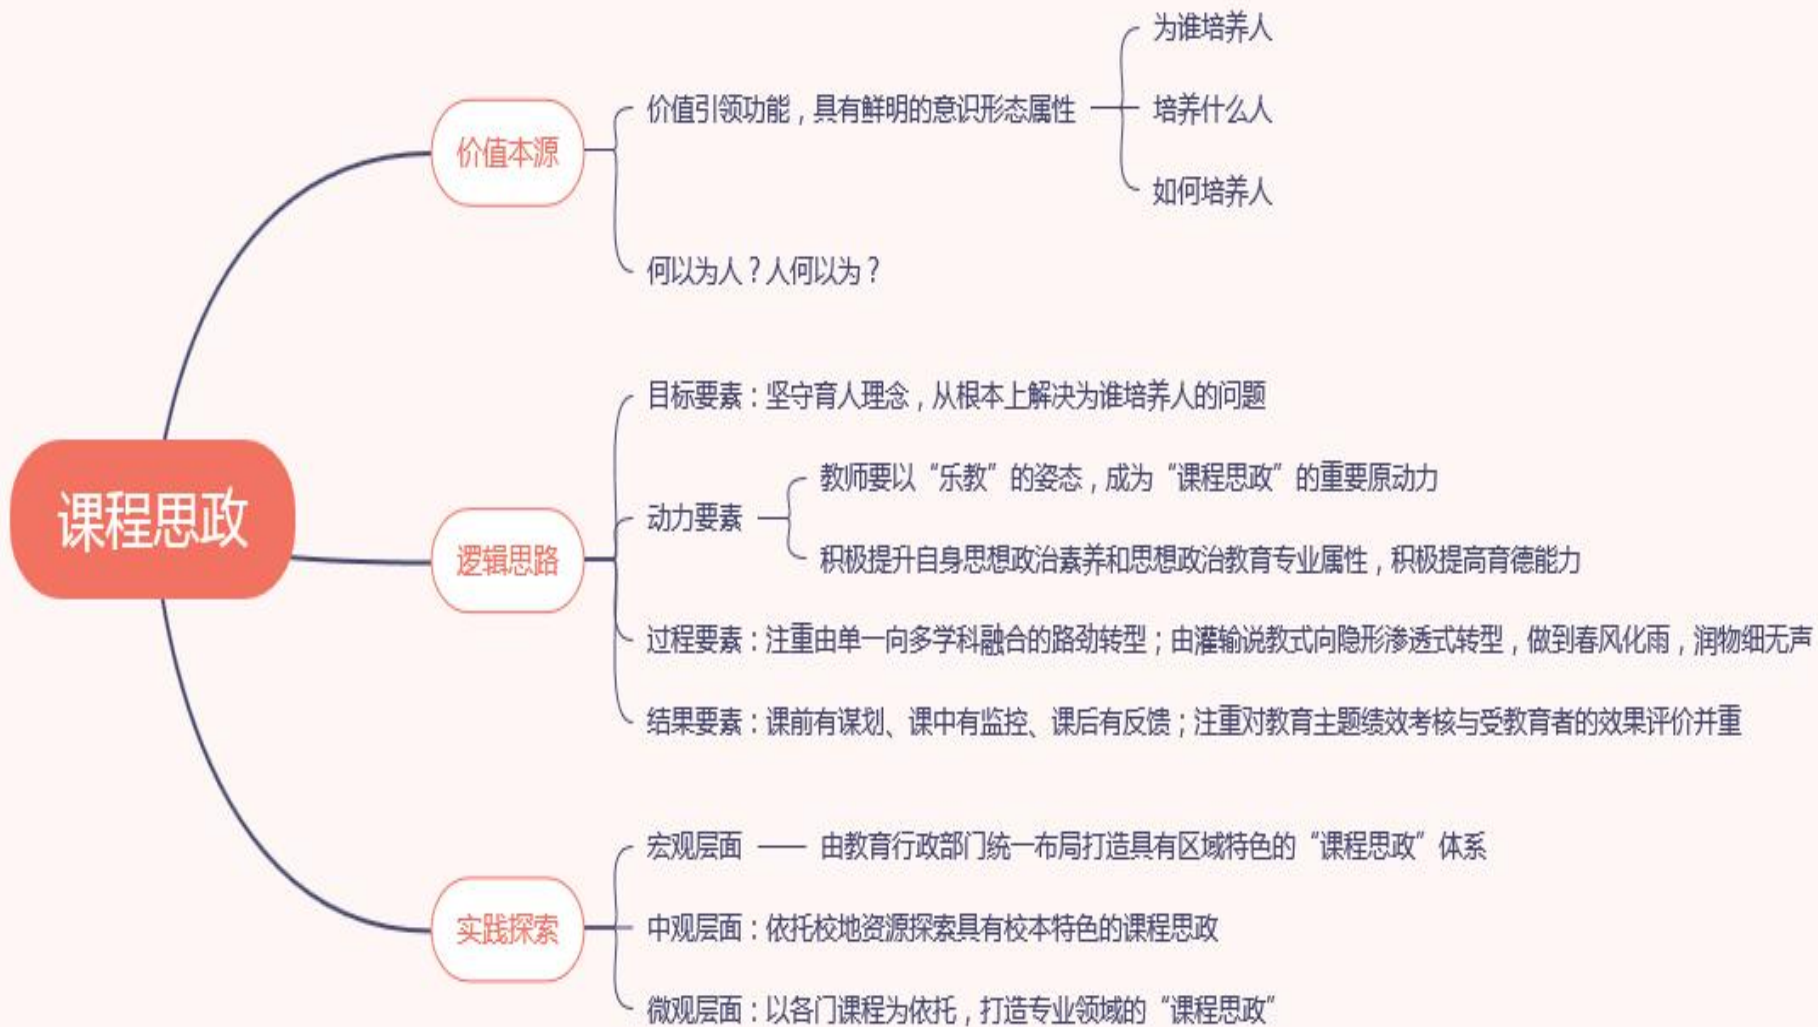 课程思政
价值本源
价值引领功能，具有鲜明的意识形态属性
为谁培养人
培养什么人
如何培养人
何以为人？人何以为？
逻辑思路
目标要素：坚守育人理念，从根本上解决为谁培养人的问题
动力要素
教师要以“乐教”的姿态，成为“课程思政”的重要原动力
积极提升自身思想政治素养和思想政治教育专业属性，积极提高育德能力
过程要素：注重由单一向多学科融合的路劲转型；由灌输说教式向隐形渗透式转型，做到春风化雨，润物细无声
结果要素：课前有谋划、课中有监控、课后有反馈；注重对教育主题绩效考核与受教育者的效果评价并重
实践探索
宏观层面
由教育行政部门统一布局打造具有区域特色的“课程思政”体系
中观层面：依托校地资源探索具有校本特色的课程思政
微观层面：以各门课程为依托，打造专业领域的“课程思政”